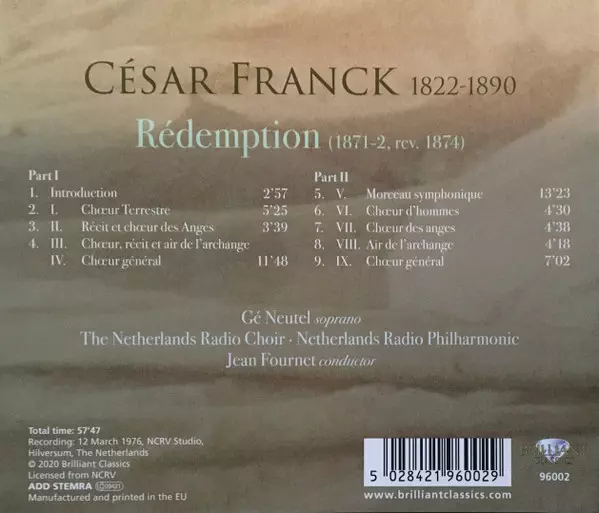 CÉSAR FRANCK 1822-1890
Rédemption (1871-2, rev. 1874)
Part I
1. Introduction 2'57
2. I. Chœur Terrestre 5'25
3. II. Récit et chœur des Anges 3'39
4. III. Chœur, récit et air de l'archange
IV. Chœur général 11'48
Part II
5. V. Morceau symphonique 13'23
6. VI. Chœur d'hommes 4'30
7. VII. Chœur des anges 4'38
8. VIII. Air de l'archange 4'18
9. IX. Chœur général 7'02
Gé Neutel soprano
The Netherlands Radio Choir · Netherlands Radio Philharmonic
Jean Fournet conductor
Total time: 57'47
Recording: 12 March 1976, NCRV Studio,
Hilversum, The Netherlands
© 2020 Brilliant Classics
Licensed from NCRV
ADD STEMRA
Manufactured and printed in the EU
5 028421 960029
www.brilliantclassics.com
BRILLIANT
CLASSICS
96002